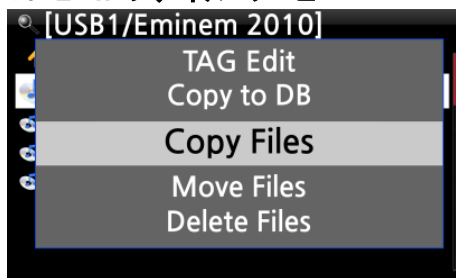 [USB1/Eminem 2010]
TAG Edit
Copy to DB
Copy Files
Move Files
Delete Files